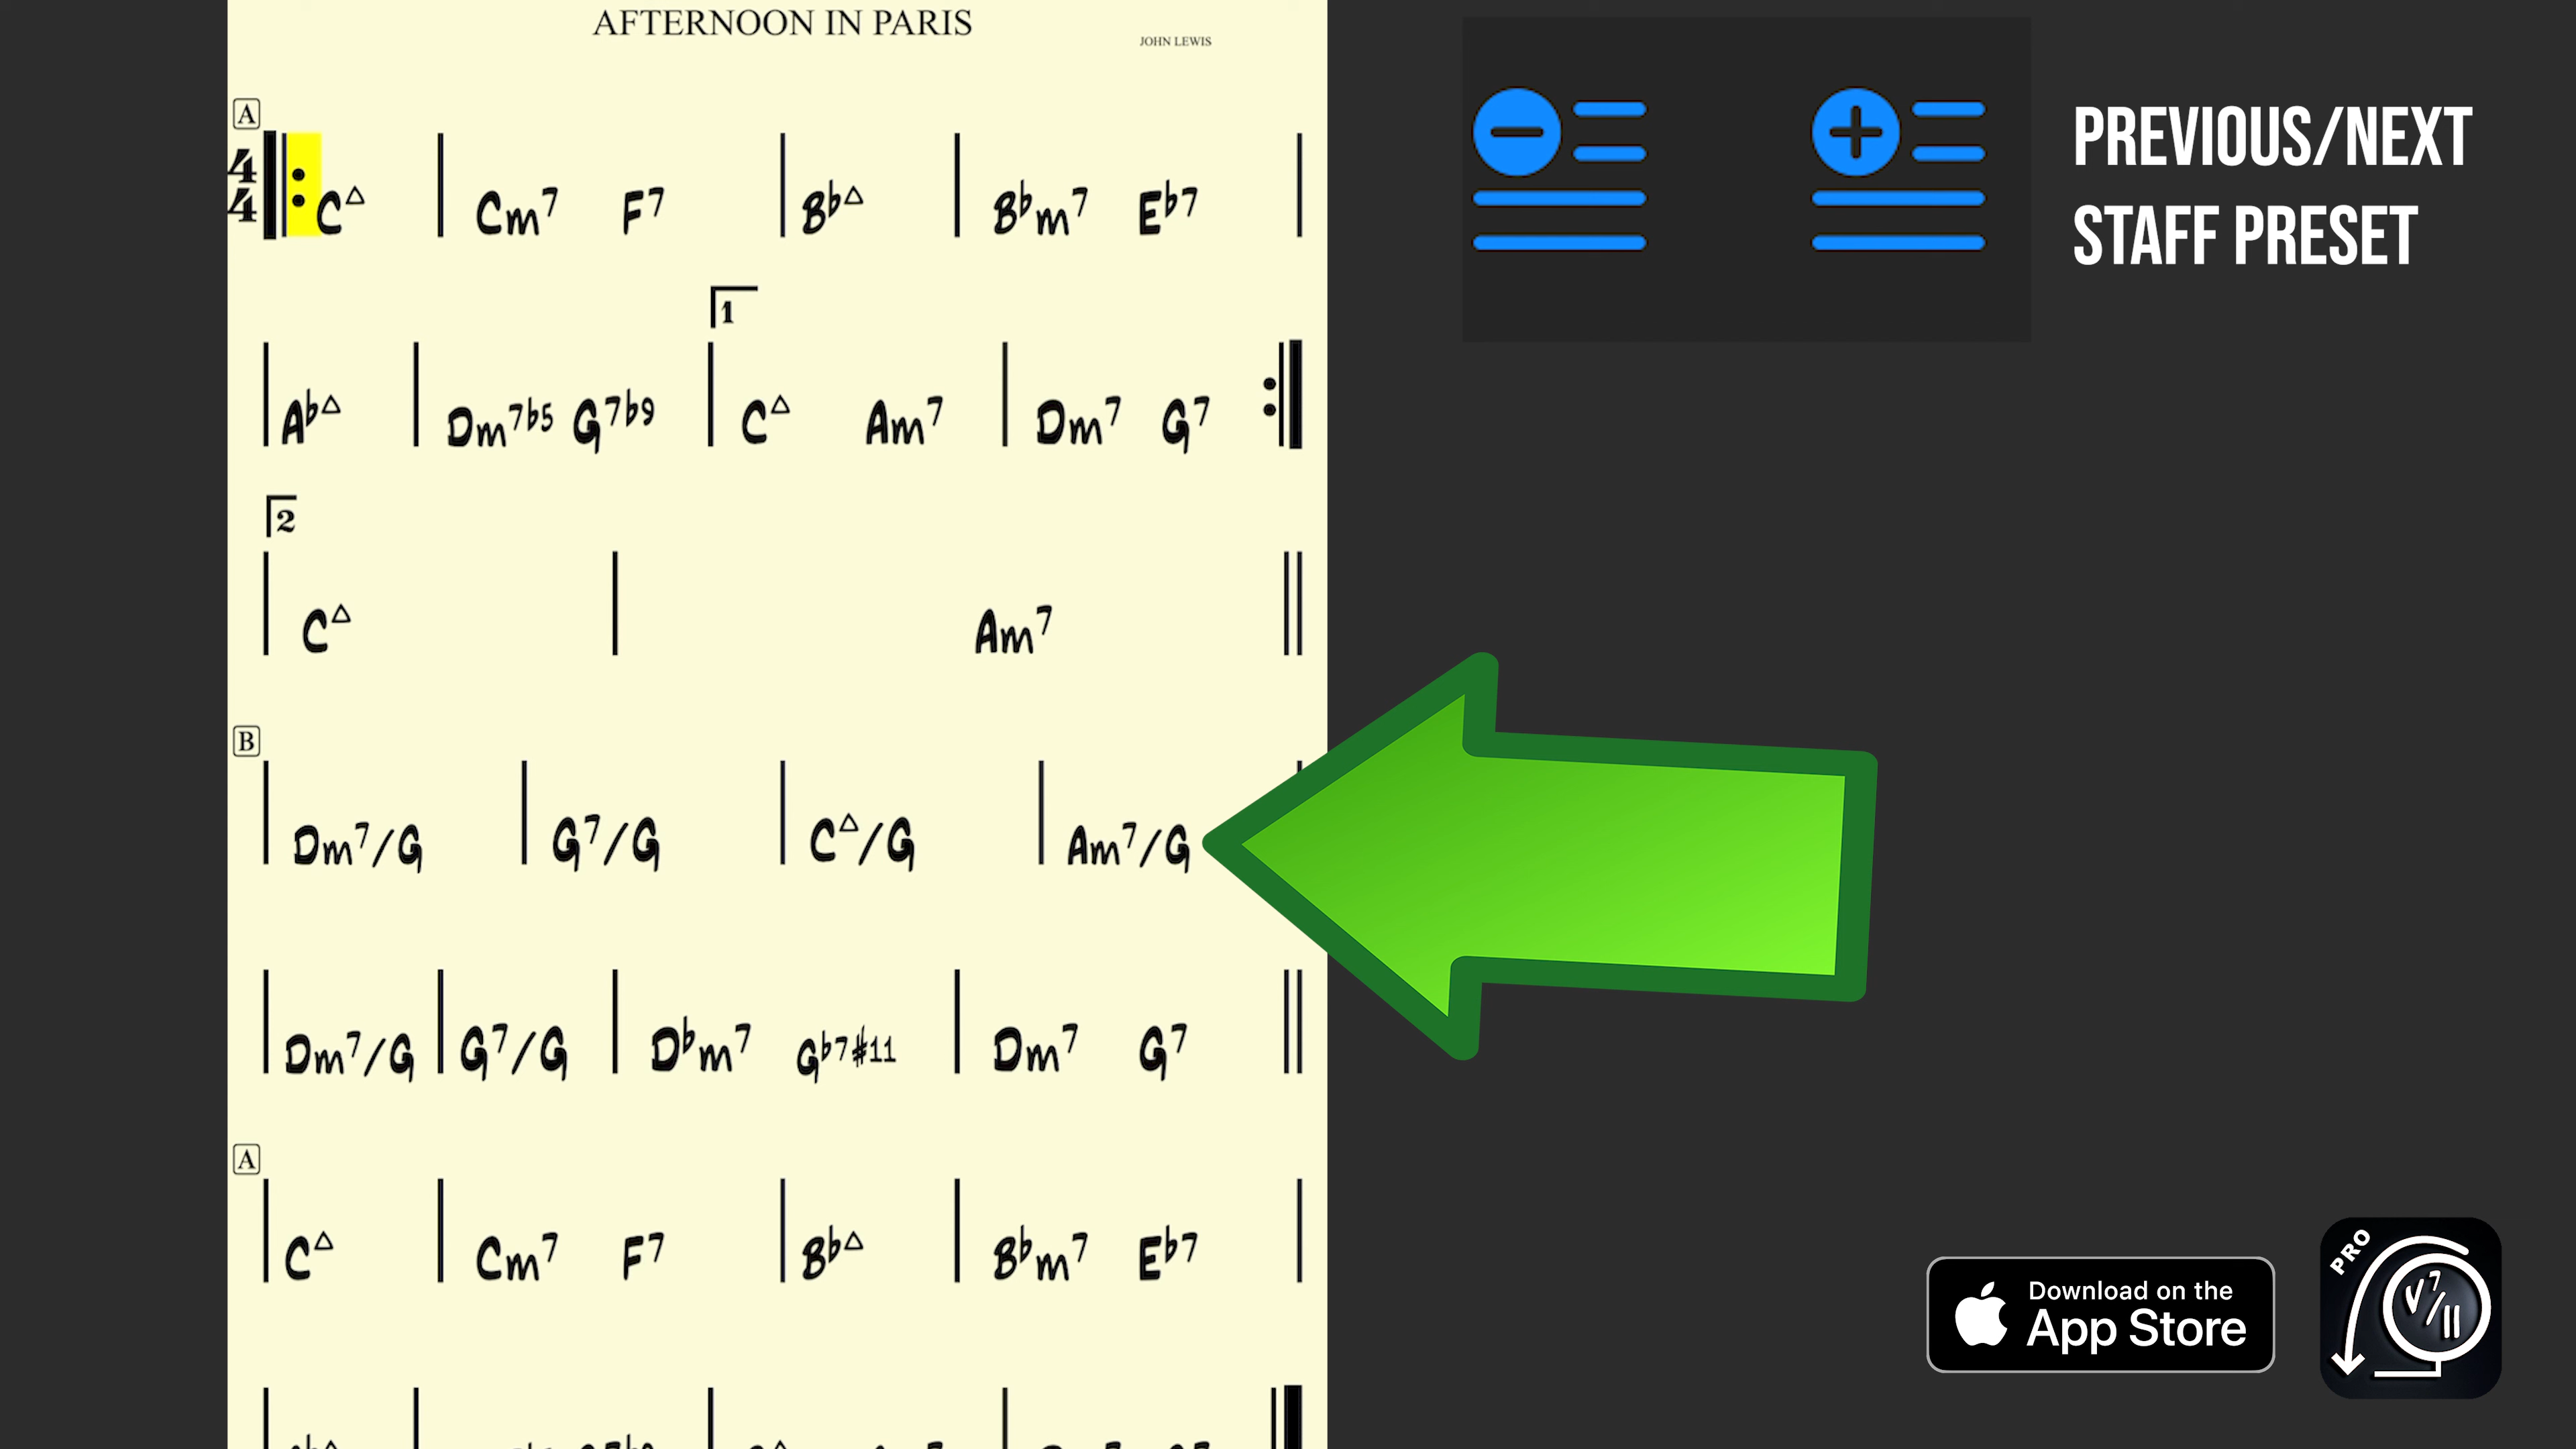 AFTERNOON IN PARIS
JOHN LEWIS
A
4
4
C△ Cm7 F7 B♭△ B♭m7 E♭7
1
A♭△ Dm7♭5 G7♭9 C△ Am7 Dm7 G7
2
C△ Am7
B
Dm7/G G7/G C△/G Am7/G
Dm7/G G7/G D♭m7 G♭7#11 Dm7 G7
A
C△ Cm7 F7 B♭△ B♭m7 E♭7
PREVIOUS/NEXT
STAFF PRESET
Download on the
App Store
PRO
V7/II